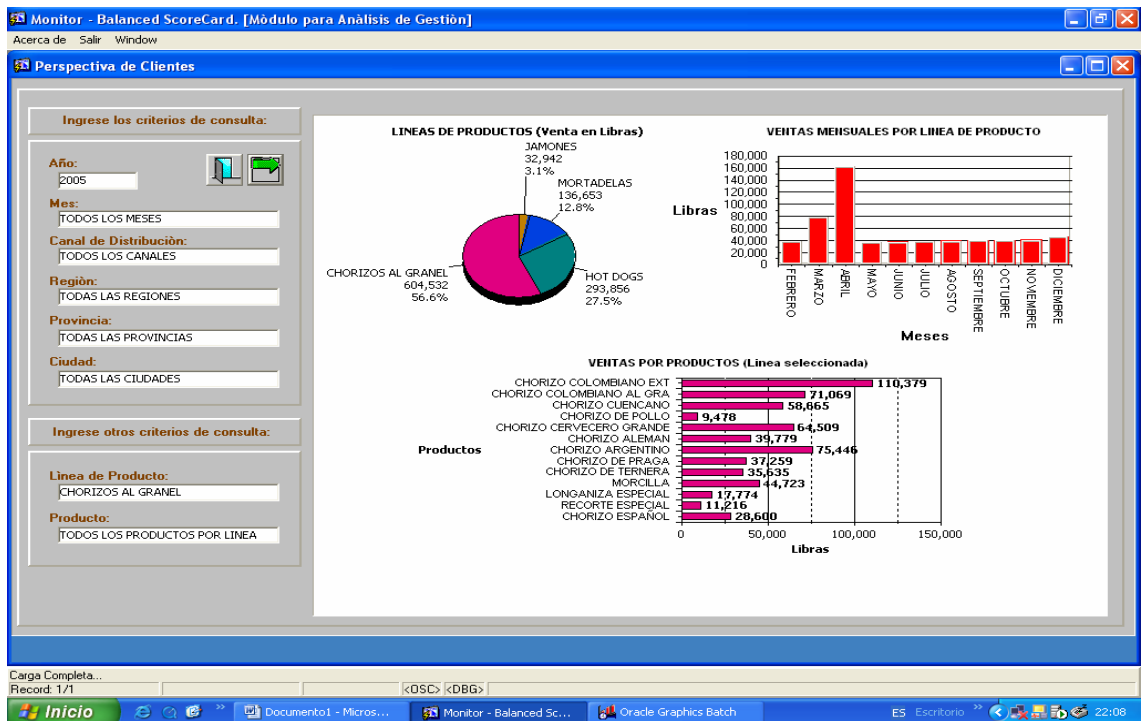 Monitor - Balanced ScoreCard. [Mòdulo para Anàlisis de Gestiòn]
Acerca de Salir Window
Perspectiva de Clientes
Ingrese los criterios de consulta:
Año:
2005
Mes:
TODOS LOS MESES
Canal de Distribuciòn:
TODOS LOS CANALES
Regiòn:
TODAS LAS REGIONES
Provincia:
TODAS LAS PROVINCIAS
Ciudad:
TODAS LAS CIUDADES
Ingrese otros criterios de consulta:
Lìnea de Producto:
CHORIZOS AL GRANEL
Producto:
TODOS LOS PRODUCTOS POR LINEA
LINEAS DE PRODUCTOS (Venta en Libras)
JAMONES
32,942
3.1%
MORTADELAS
136,653
12.8%
HOT DOGS
293,856
27.5%
CHORIZOS AL GRANEL
604,532
56.6%
VENTAS MENSUALES POR LINEA DE PRODUCTO
180,000
160,000
140,000
120,000
100,000
80,000
60,000
40,000
20,000
0
Libras
FEBRERO
MARZO
ABRIL
MAYO
JUNIO
JULIO
AGOSTO
SEPTIEMBRE
OCTUBRE
NOVIEMBRE
DICIEMBRE
Meses
VENTAS POR PRODUCTOS (Linea seleccionada)
Productos
CHORIZO COLOMBIANO EXT 110,379
CHORIZO COLOMBIANO AL GRA 71,069
CHORIZO CUENCANO 58,665
CHORIZO DE POLLO 9,478
CHORIZO CERVECERO GRANDE 64,509
CHORIZO ALEMAN 39,779
CHORIZO ARGENTINO 75,446
CHORIZO DE PRAGA 37,259
CHORIZO DE TERNERA 35,635
MORCILLA 44,723
LONGANIZA ESPECIAL 17,774
RECORTE ESPECIAL 11,216
CHORIZO ESPAÑOL 28,600
0 50,000 100,000 150,000
Libras
Carga Completa...
Record: 1/1 <OSC> <DBG>
Inicio » Documento1 - Micros... Monitor - Balanced Sc... Oracle Graphics Batch ES Escritorio » 22:08